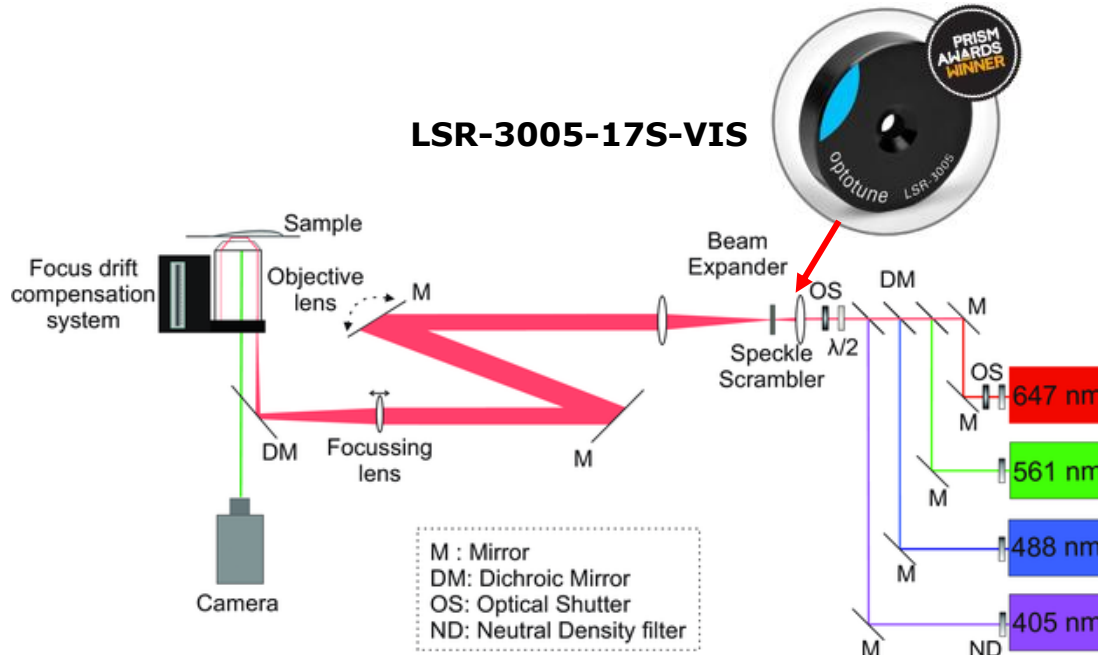 PRISM
AWARDS
WINNER
LSR-3005-17S-VIS
optotune
LSR-3005
Sample
Focus drift
compensation
system
Objective
lens
M
Beam
Expander
OS
DM
M
λ/2
Speckle
Scrambler
OS
647 nm
M
DM
Focussing
lens
M
561 nm
M
488 nm
M
405 nm
M
ND
Camera
M : Mirror
DM: Dichroic Mirror
OS: Optical Shutter
ND: Neutral Density filter